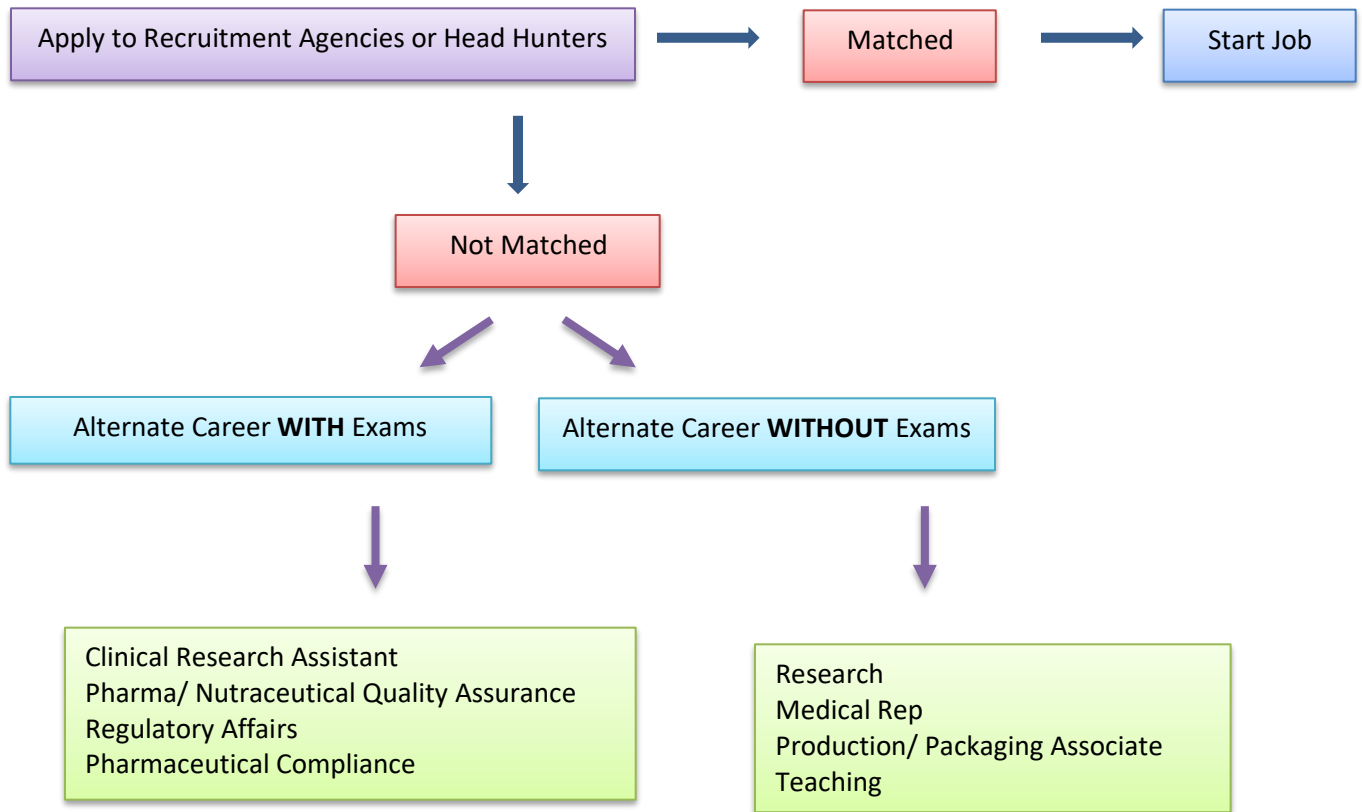 Apply to Recruitment Agencies or Head Hunters
Matched
Start Job
Not Matched
Alternate Career WITH Exams
Alternate Career WITHOUT Exams
Clinical Research Assistant
Pharma/ Nutraceutical Quality Assurance
Regulatory Affairs
Pharmaceutical Compliance
Research
Medical Rep
Production/ Packaging Associate
Teaching